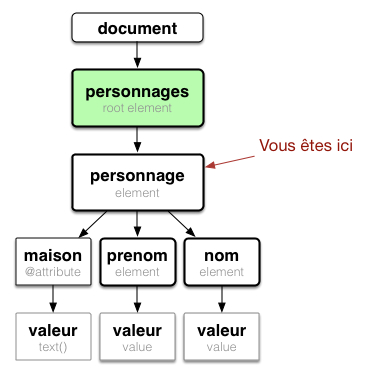 document
personnages
root element
Vous êtes ici
personnage
element
maison
@attribute
prenom
element
nom
element
valeur
text()
valeur
value
valeur
value